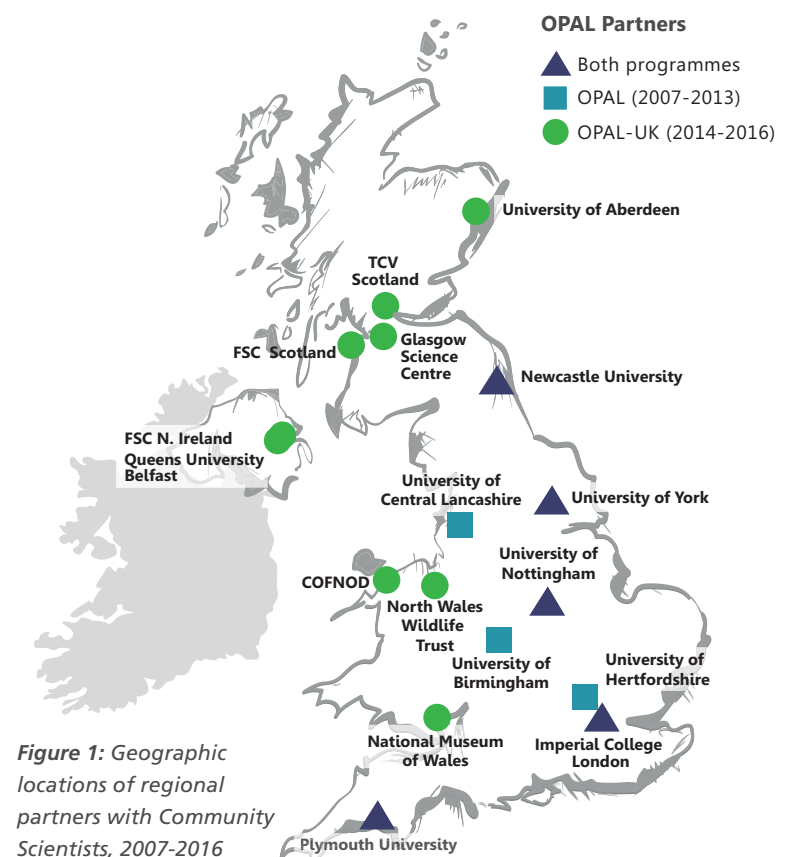 OPAL Partners
Both programmes
OPAL (2007-2013)
OPAL-UK (2014-2016)
University of Aberdeen
TCV
Scotland
FSC Scotland
Glasgow
Science
Centre
Newcastle University
FSC N. Ireland
Queens University
Belfast
University of
Central Lancashire
University of York
University of
Nottingham
COFNOD
North Wales
Wildlife
Trust
University of
Birmingham
University of
Hertfordshire
National Museum
of Wales
Imperial College
London
Plymouth University
Figure 1: Geographic
locations of regional
partners with Community
Scientists, 2007-2016